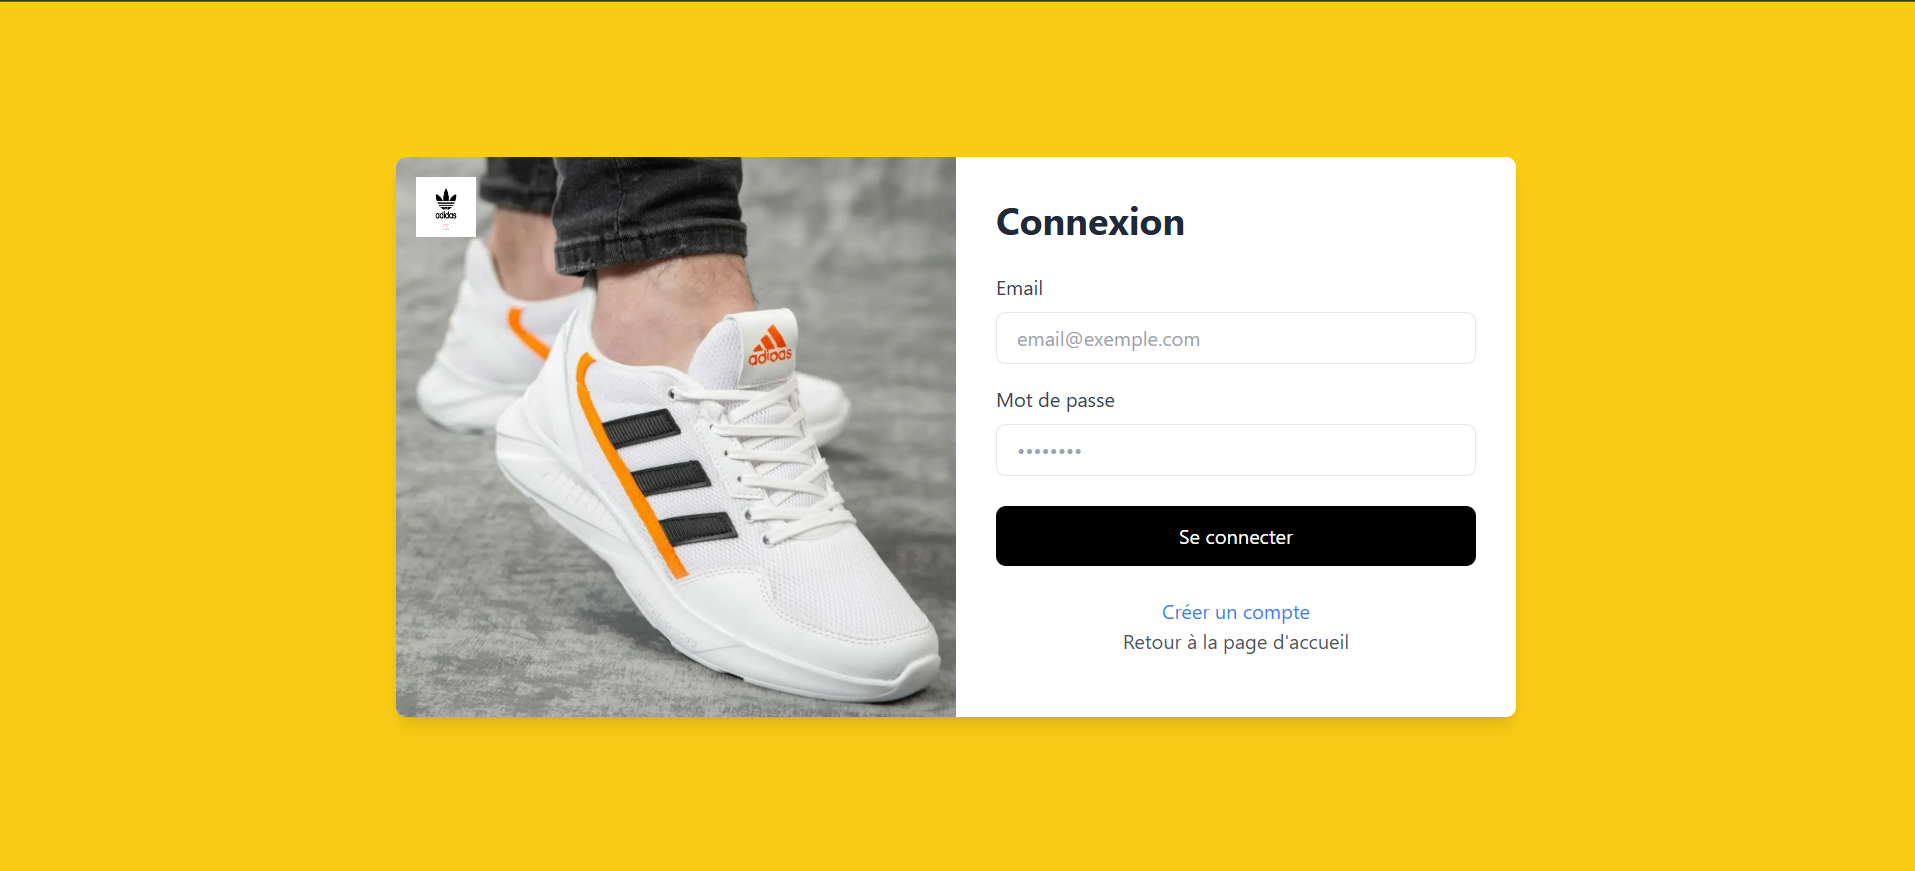 adidas
adidas
Connexion
Email
email@exemple.com
Mot de passe
••••••••
Se connecter
Créer un compte
Retour à la page d'accueil